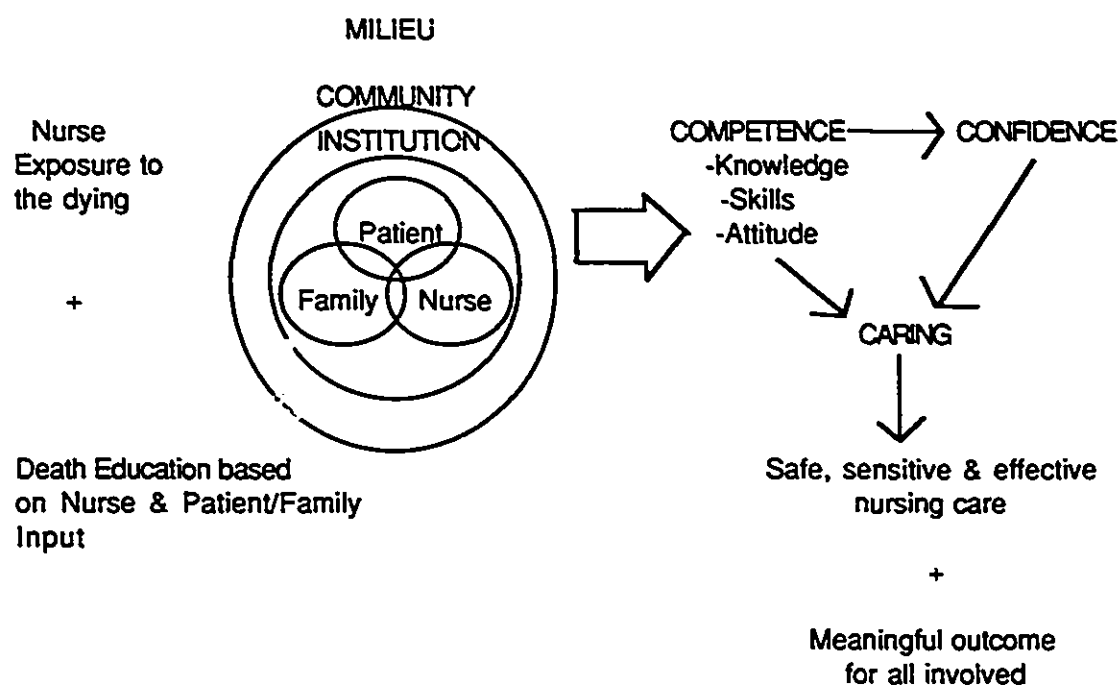 MILIEU
COMMUNITY
INSTITUTION
Nurse
Exposure to
the dying
+
Death Education based
on Nurse & Patient/Family
Input
Patient
Family
Nurse
COMPETENCE
-Knowledge
-Skills
-Attitude
CONFIDENCE
CARING
Safe, sensitive & effective
nursing care
+
Meaningful outcome
for all involved